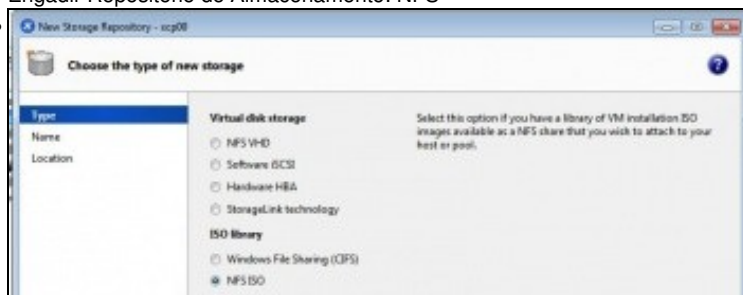 Engadir Repositorio de Almacenamento: NFS
New Storage Repository - xcp00
Choose the type of new storage
Type
Name
Location
Virtual disk storage
NFS VHD
Software iSCSI
Hardware HBA
StorageLink technology
ISO library
Windows File Sharing (CIFS)
NFS ISO
Select this option if you have a library of VM installation ISO
images available as a NFS share that you wish to attach to your
host or pool.